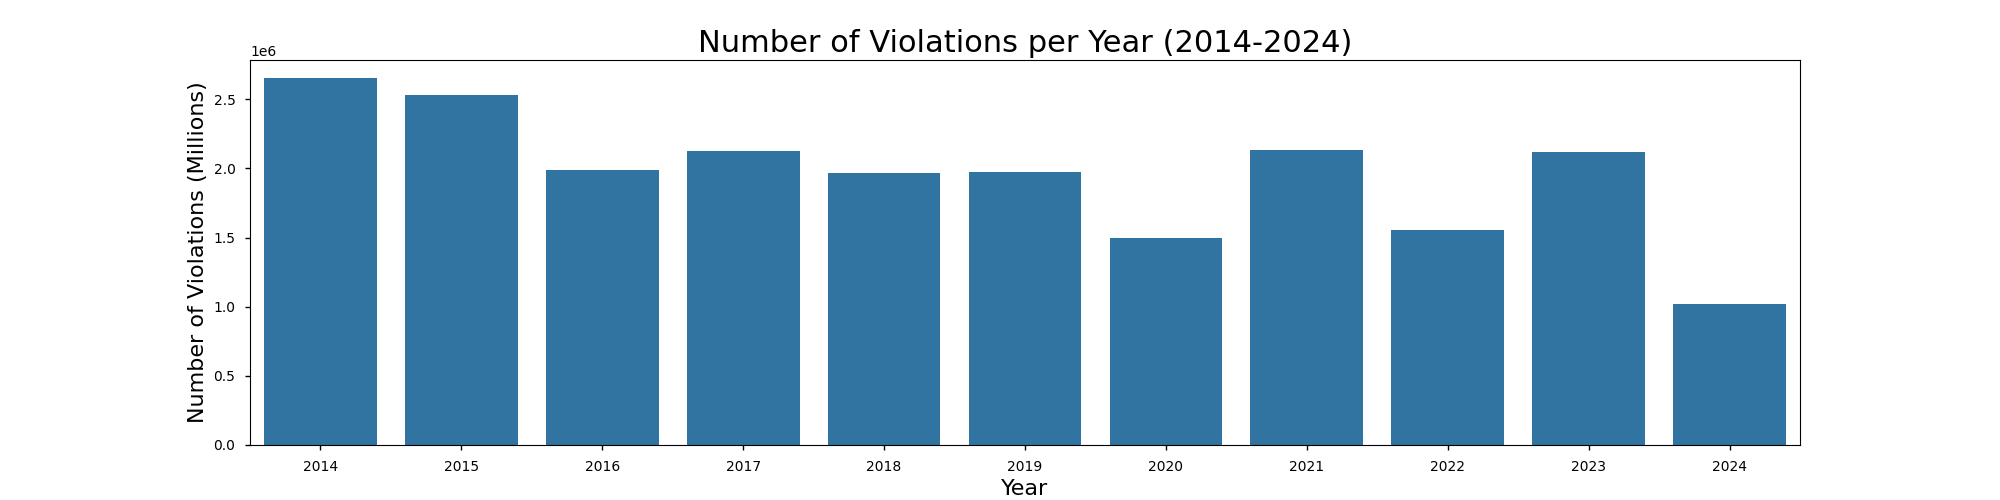 Number of Violations per Year (2014-2024)
1e6
Number of Violations (Millions)
2.5
2.0
1.5
1.0
0.5
0.0
2014 2015 2016 2017 2018 2019 2020 2021 2022 2023 2024
Year